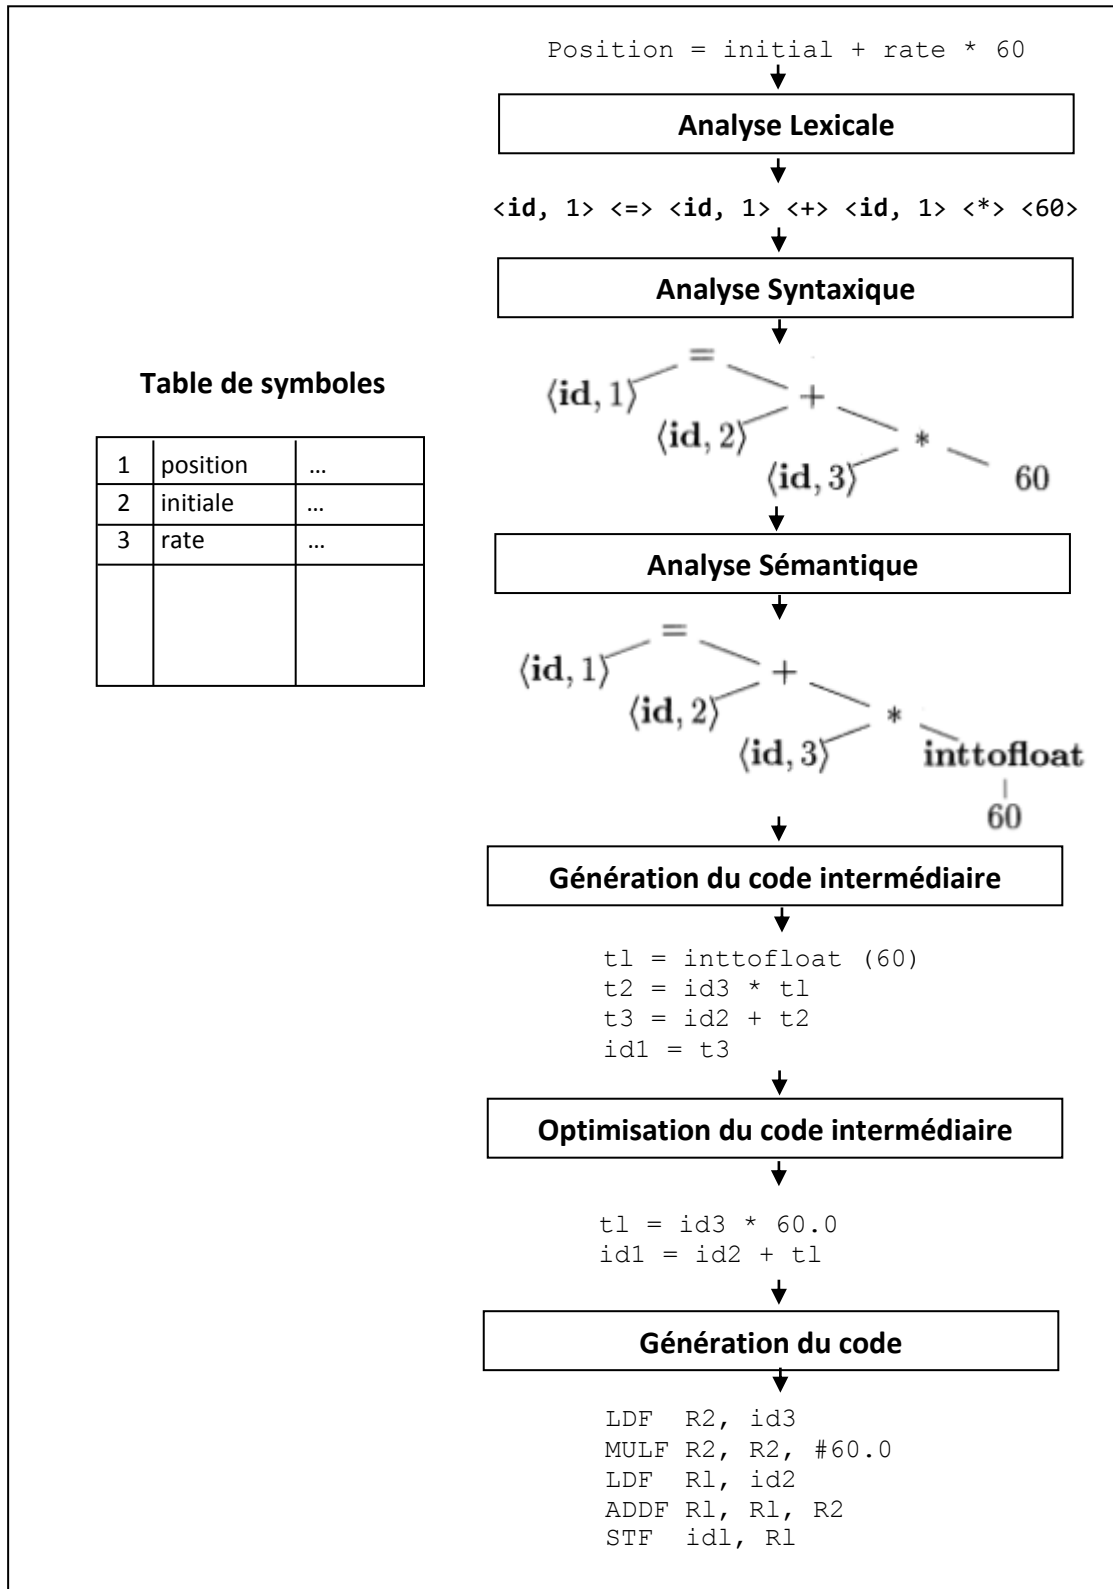 Position = initial + rate * 60
Analyse Lexicale
<id, 1> <=> <id, 1> <+> <id, 1> <*> <60>
Analyse Syntaxique
=
⟨id, 1⟩ +
⟨id, 2⟩ *
⟨id, 3⟩ 60
Table de symboles
1 position ...
2 initiale ...
3 rate ...
Analyse Sémantique
=
⟨id, 1⟩ +
⟨id, 2⟩ *
⟨id, 3⟩ inttofloat
60
Génération du code intermédiaire
tl = inttofloat (60)
t2 = id3 * tl
t3 = id2 + t2
id1 = t3
Optimisation du code intermédiaire
tl = id3 * 60.0
id1 = id2 + tl
Génération du code
LDF R2, id3
MULF R2, R2, #60.0
LDF Rl, id2
ADDF Rl, Rl, R2
STF idl, Rl